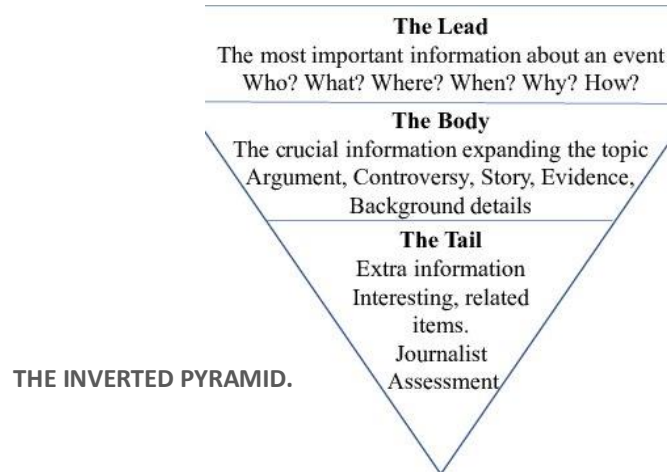 The Lead
The most important information about an event
Who? What? Where? When? Why? How?
The Body
The crucial information expanding the topic
Argument, Controversy, Story, Evidence,
Background details
The Tail
Extra information
Interesting, related
items.
Journalist
Assessment
THE INVERTED PYRAMID.